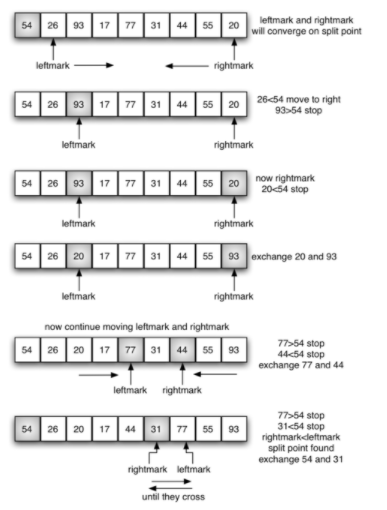 54 26 93 17 77 31 44 55 20
leftmark and rightmark
will converge on split point
leftmark rightmark
54 26 93 17 77 31 44 55 20
26<54 move to right
93>54 stop
leftmark rightmark
54 26 93 17 77 31 44 55 20
now rightmark
20<54 stop
leftmark rightmark
54 26 20 17 77 31 44 55 93
exchange 20 and 93
leftmark rightmark
now continue moving leftmark and rightmark
54 26 20 17 77 31 44 55 93
77>54 stop
44<54 stop
exchange 77 and 44
leftmark rightmark
54 26 20 17 44 31 77 55 93
77>54 stop
31<54 stop
rightmark<leftmark
split point found
exchange 54 and 31
rightmark leftmark
until they cross